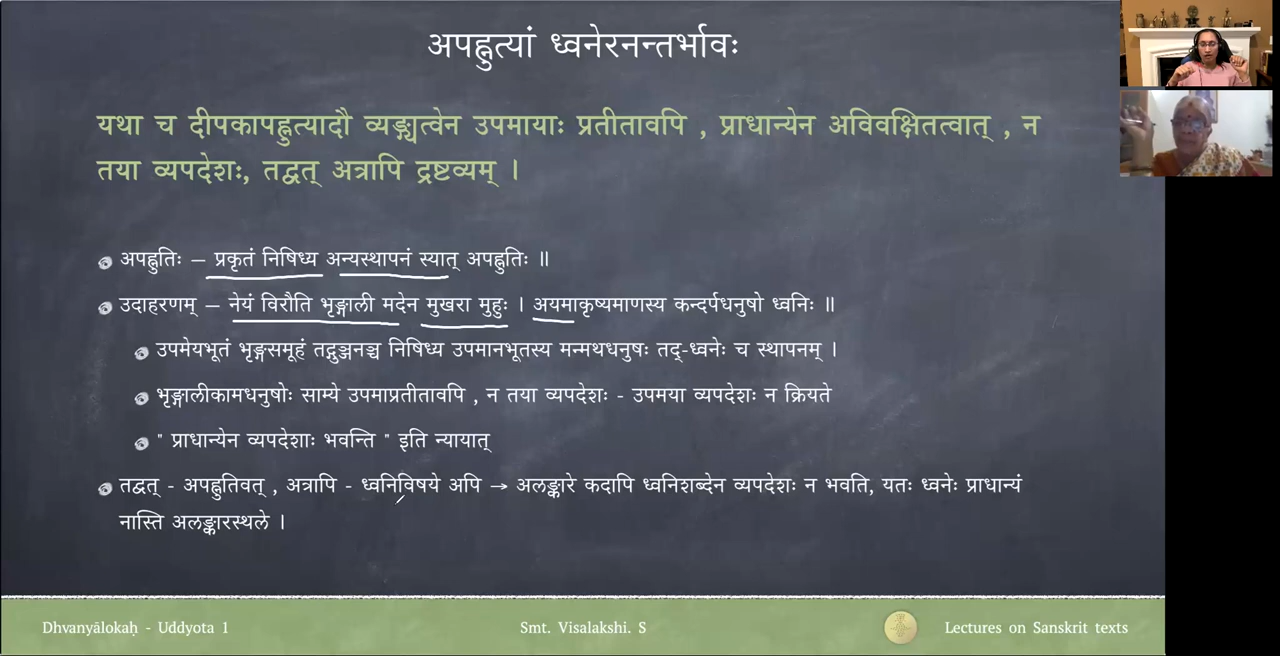 अपह्नुत्यां ध्वनेरनन्तर्भावः
यथा च दीपकापह्नुत्यादौ व्यङ्ग्यत्वेन उपमायाः प्रतीतावपि , प्राधान्येन अविवक्षितत्वात् , न
तया व्यपदेशः, तद्वत् अत्रापि द्रष्टव्यम् ।
अपह्नुतिः – प्रकृतं निषिध्य अन्यस्थापनं स्यात् अपह्नुतिः ॥
उदाहरणम् – नेयं विरौति भृङ्गाली मदेन मुखरा मुहुः । अयमाकृष्यमाणस्य कन्दर्पधनुषो ध्वनिः ॥
उपमेयभूतं भृङ्गसमूहं तद्गुञ्जनञ्च निषिध्य उपमानभूतस्य मन्मथधनुषः तद्-ध्वनेः च स्थापनम् ।
भृङ्गालीकामधनुषोः साम्ये उपमाप्रतीतावपि , न तया व्यपदेशः - उपमया व्यपदेशः न क्रियते
" प्राधान्येन व्यपदेशाः भवन्ति " इति न्यायात्
तद्वत् - अपह्नुतिवत् , अत्रापि - ध्वनिविषये अपि → अलङ्कारे कदापि ध्वनिशब्देन व्यपदेशः न भवति, यतः ध्वनेः प्राधान्यं
नास्ति अलङ्कारस्थले ।
Dhvanyālokaḥ - Uddyota 1
Smt. Visalakshi. S
Lectures on Sanskrit texts